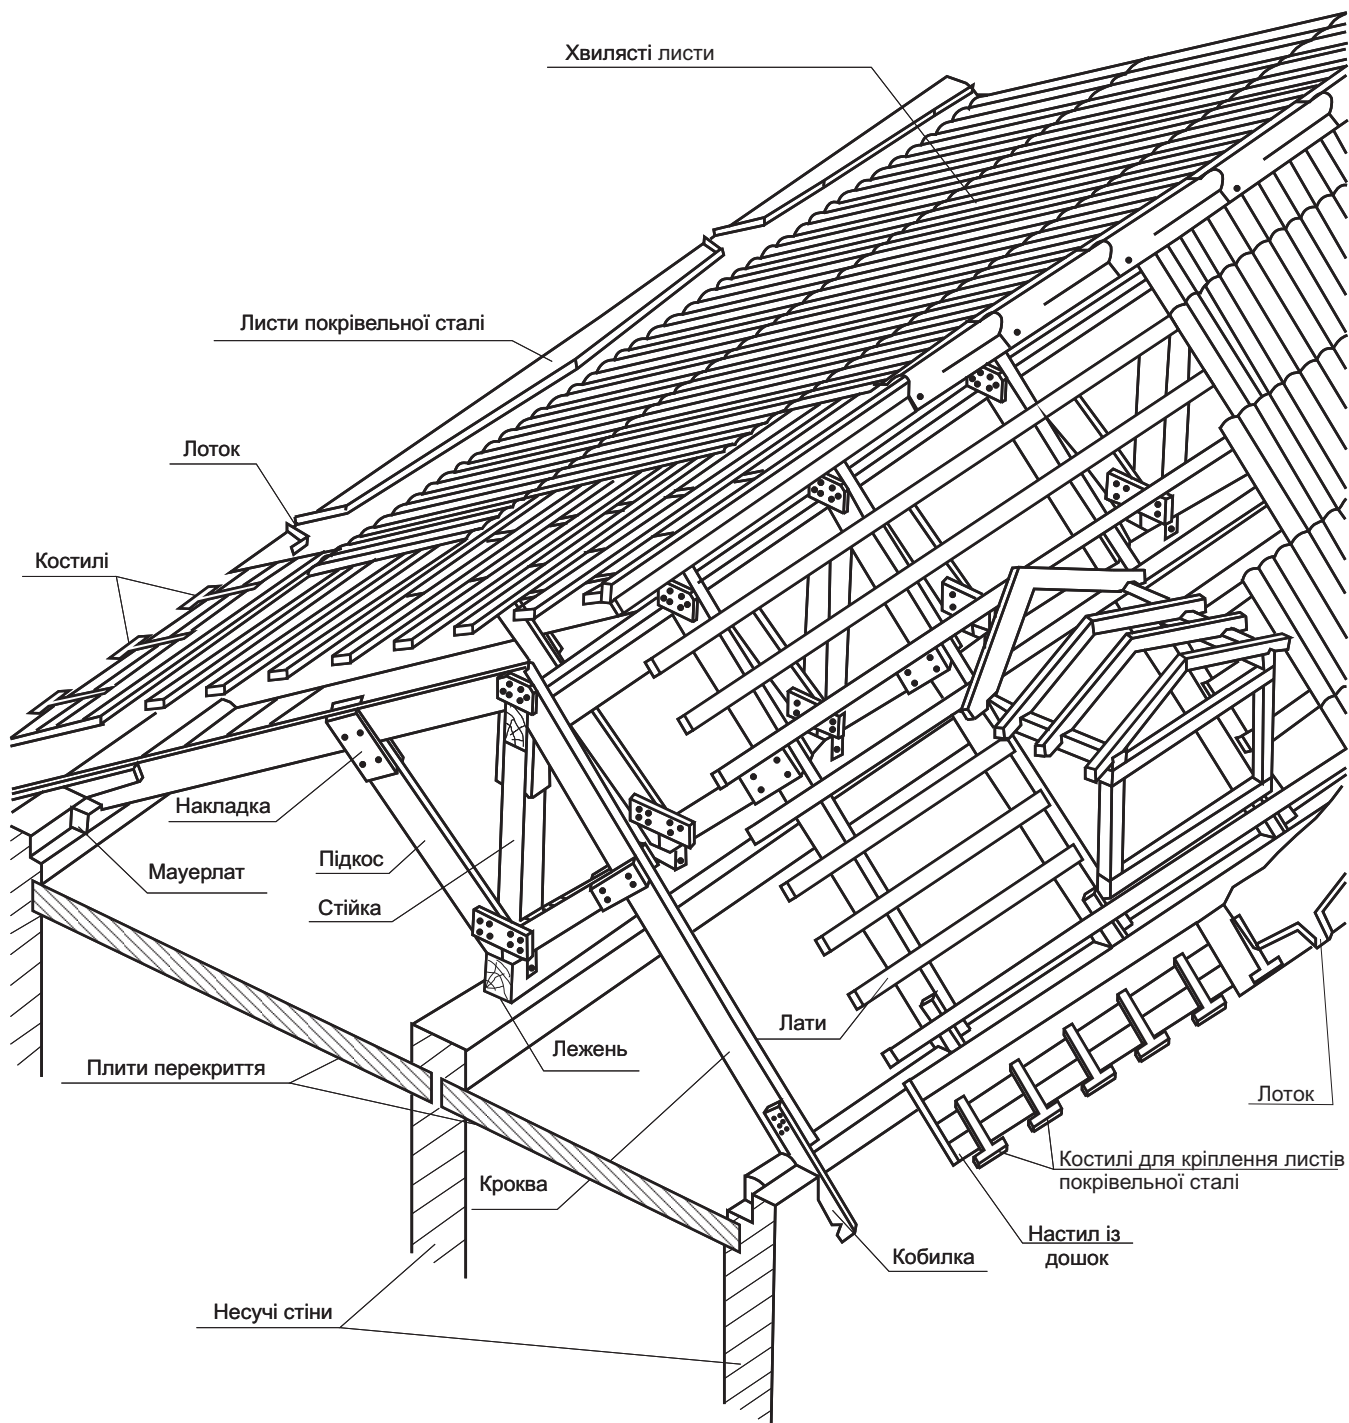 Хвилясті листи
Листи покрівельної сталі
Лоток
Костилі
Накладка
Мауерлат
Підкос
Стійка
Лати
Лежень
Плити перекриття
Лоток
Костилі для кріплення листів
покрівельної сталі
Кроква
Настил із
дошок
Кобилка
Несучі стіни